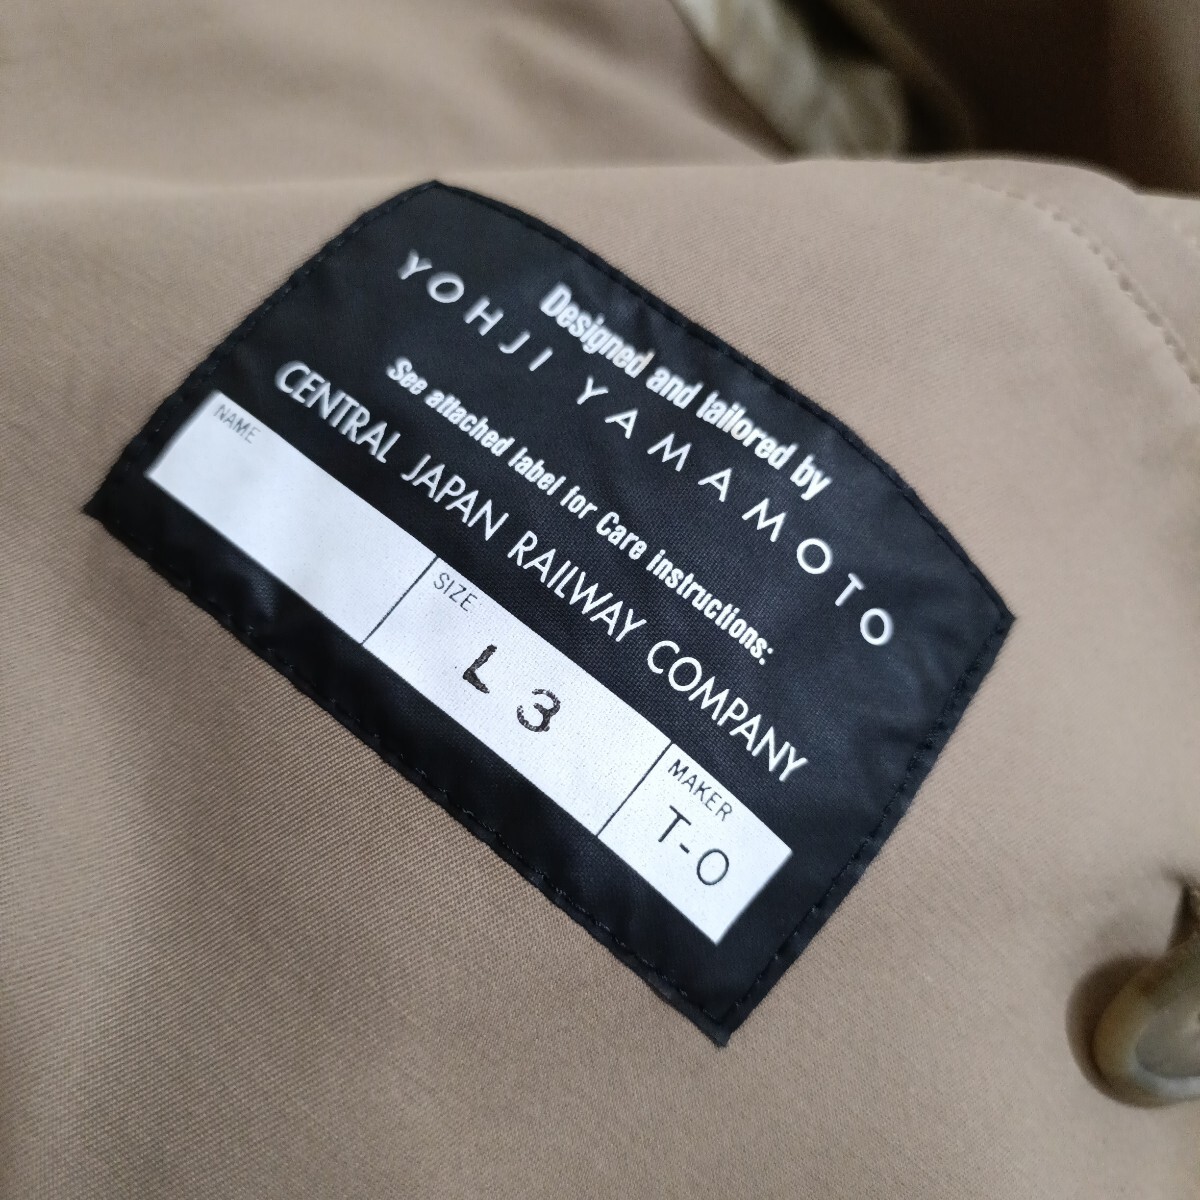 Designed and tailored by
YOHJI YAMAMOTO
See attached label for Care instructions:
CENTRAL JAPAN RAILWAY COMPANY
NAME
SIZE
L3
MAKER
T-O